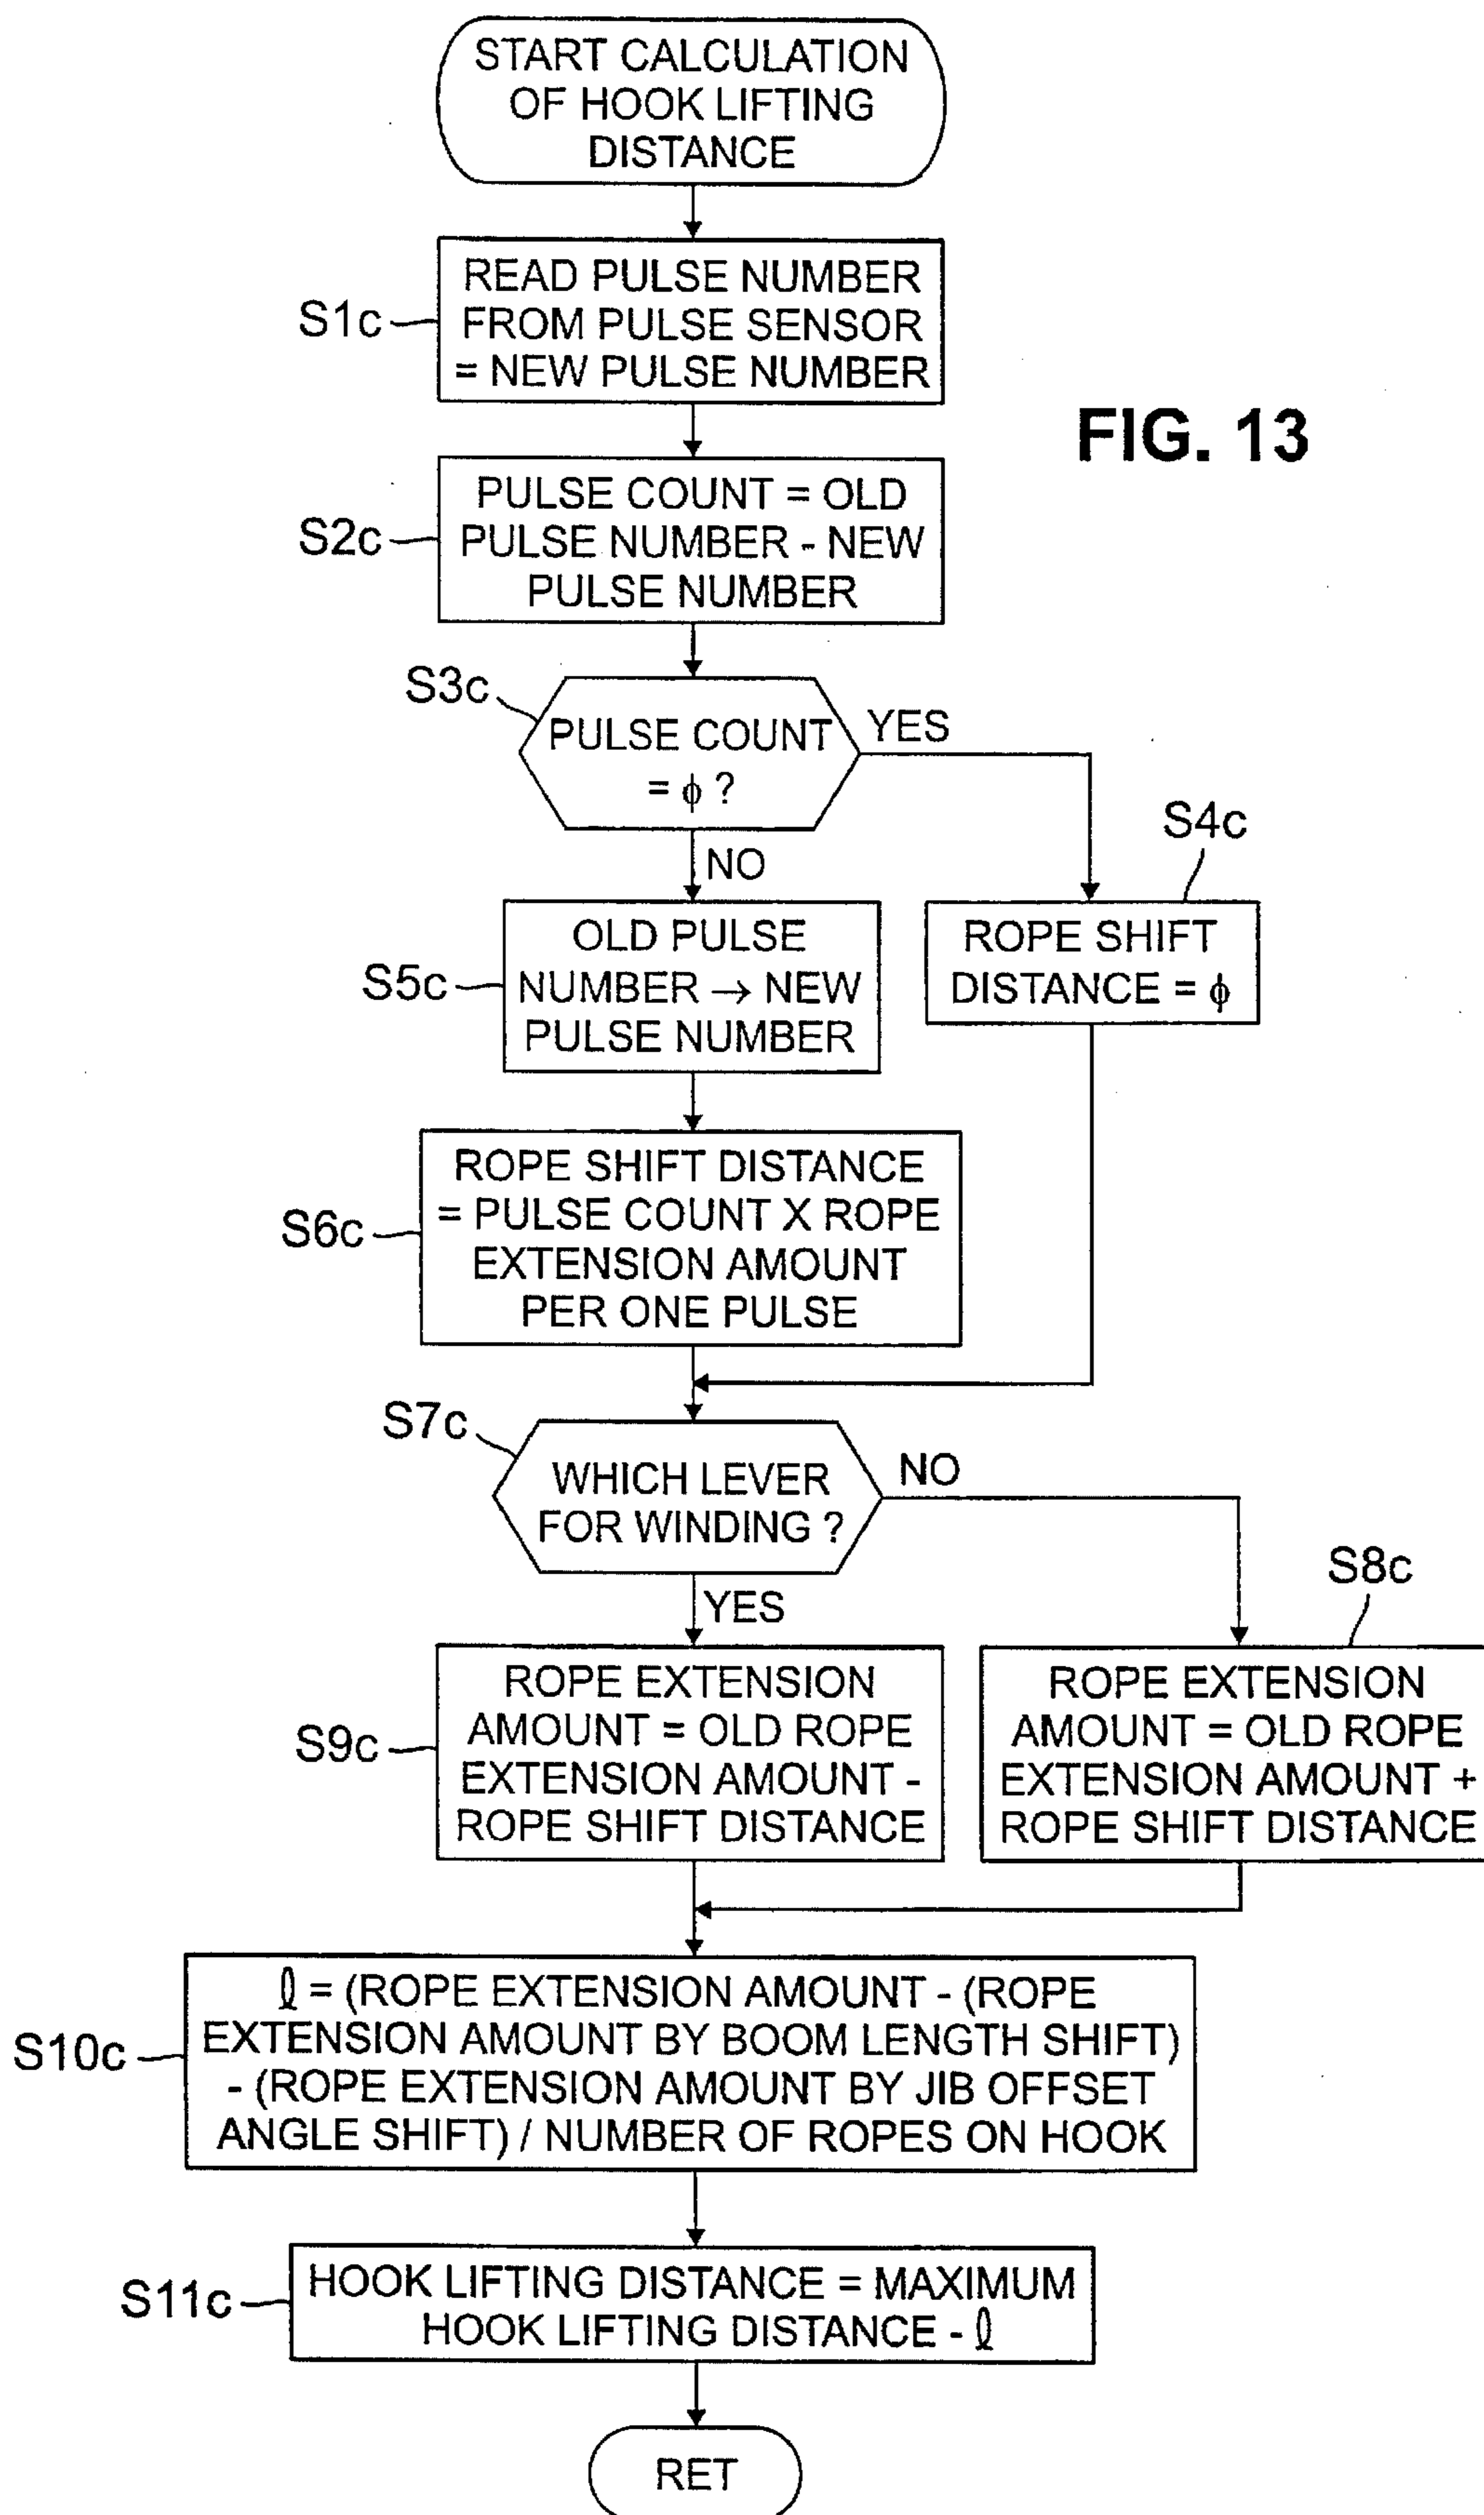 START CALCULATION
OF HOOK LIFTING
DISTANCE
S1c
READ PULSE NUMBER
FROM PULSE SENSOR
= NEW PULSE NUMBER
FIG. 13
S2c
PULSE COUNT = OLD
PULSE NUMBER - NEW
PULSE NUMBER
S3c
PULSE COUNT
= ϕ ?
YES
NO
S4c
ROPE SHIFT
DISTANCE = ϕ
S5c
OLD PULSE
NUMBER → NEW
PULSE NUMBER
S6c
ROPE SHIFT DISTANCE
= PULSE COUNT X ROPE
EXTENSION AMOUNT
PER ONE PULSE
S7c
WHICH LEVER
FOR WINDING ?
NO
YES
S8c
ROPE EXTENSION
AMOUNT = OLD ROPE
EXTENSION AMOUNT +
ROPE SHIFT DISTANCE
S9c
ROPE EXTENSION
AMOUNT = OLD ROPE
EXTENSION AMOUNT -
ROPE SHIFT DISTANCE
S10c
ℓ = (ROPE EXTENSION AMOUNT - (ROPE
EXTENSION AMOUNT BY BOOM LENGTH SHIFT)
- (ROPE EXTENSION AMOUNT BY JIB OFFSET
ANGLE SHIFT) / NUMBER OF ROPES ON HOOK
S11c
HOOK LIFTING DISTANCE = MAXIMUM
HOOK LIFTING DISTANCE - ℓ
RET